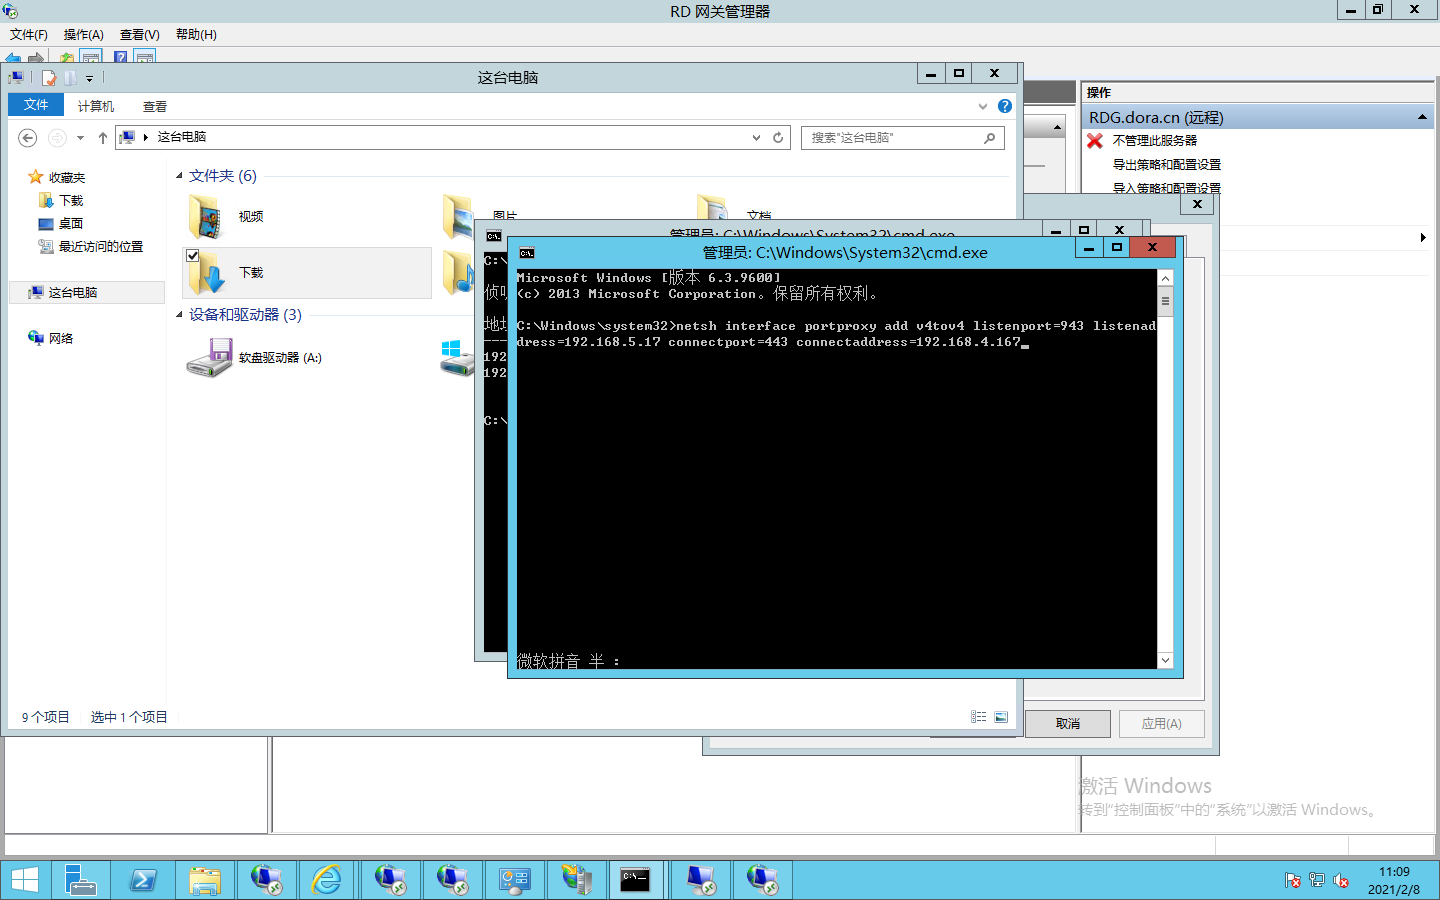 RD 网关管理器
文件(F) 操作(A) 查看(V) 帮助(H)
这台电脑
文件 计算机 查看
这台电脑
搜索"这台电脑"
收藏夹
下载
桌面
最近访问的位置
这台电脑
网络
文件夹 (6)
视频
图片
文档
下载
设备和驱动器 (3)
软盘驱动器 (A:)
9 个项目 选中 1 个项目
管理员: C:\Windows\System32\cmd.exe
C:\
地址
192
192
C:\
管理员: C:\Windows\System32\cmd.exe
Microsoft Windows [版本 6.3.9600]
(c) 2013 Microsoft Corporation。保留所有权利。
C:\Windows\system32>netsh interface portproxy add v4tov4 listenport=943 listenad
dress=192.168.5.17 connectport=443 connectaddress=192.168.4.167
微软拼音 半 :
操作
RDG.dora.cn (远程)
不管理此服务器
导出策略和配置设置
导入策略和配置设置
取消 应用(A)
激活 Windows
转到"控制面板"中的"系统"以激活 Windows。
11:09
2021/2/8